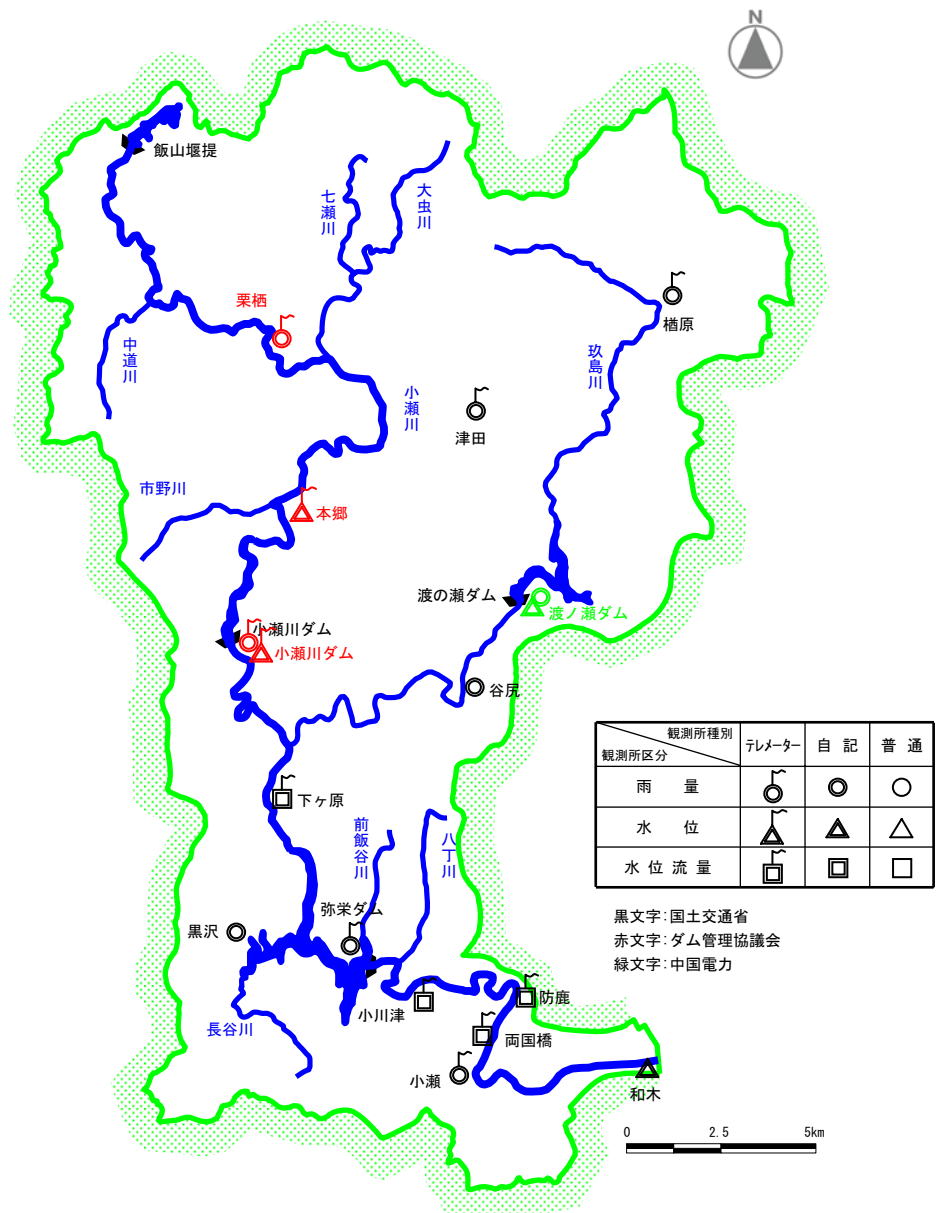 N
飯山堰提
七瀬川
大虫川
栗栖
楢原
中道川
玖島川
小瀬川
津田
市野川
本郷
渡の瀬ダム
渡ノ瀬ダム
小瀬川ダム
小瀬川ダム
谷尻
観測所種別
観測所区分
テレメーター
自記
普通
雨量
水位
水位流量
下ヶ原
前飯谷川
八丁川
弥栄ダム
黒沢
黒文字：国土交通省
赤文字：ダム管理協議会
緑文字：中国電力
長谷川
小川津
防鹿
両国橋
小瀬
和木
0 2.5 5km